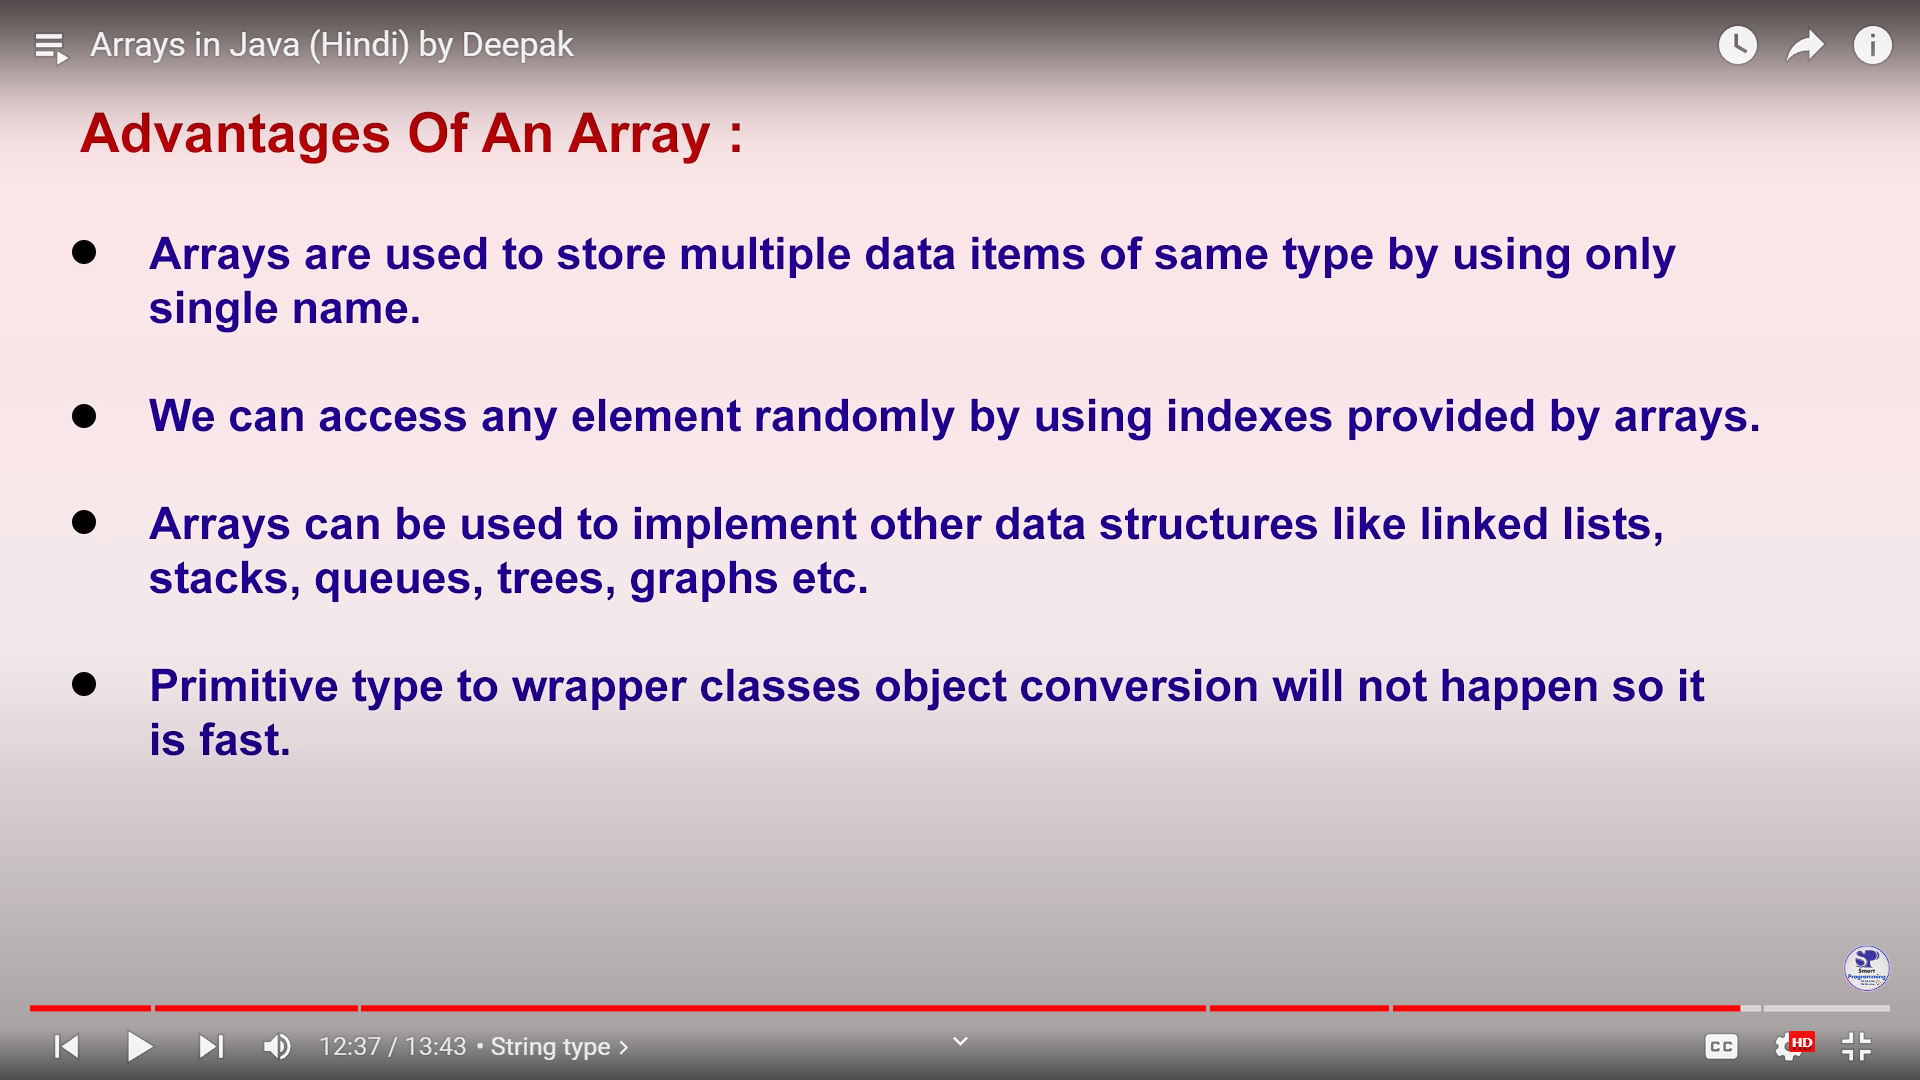 Arrays in Java (Hindi) by Deepak
Advantages Of An Array :
Arrays are used to store multiple data items of same type by using only
single name.
We can access any element randomly by using indexes provided by arrays.
Arrays can be used to implement other data structures like linked lists,
stacks, queues, trees, graphs etc.
Primitive type to wrapper classes object conversion will not happen so it
is fast.
SP
Smart
Programming
12:37 / 13:43 • String type ›
CC
HD